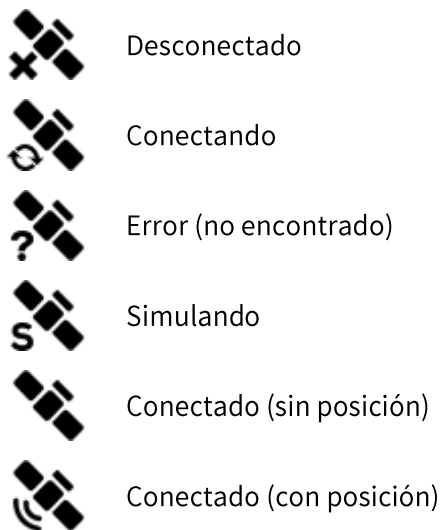 Desconectado
Conectando
? Error (no encontrado)
S Simulando
Conectado (sin posición)
Conectado (con posición)